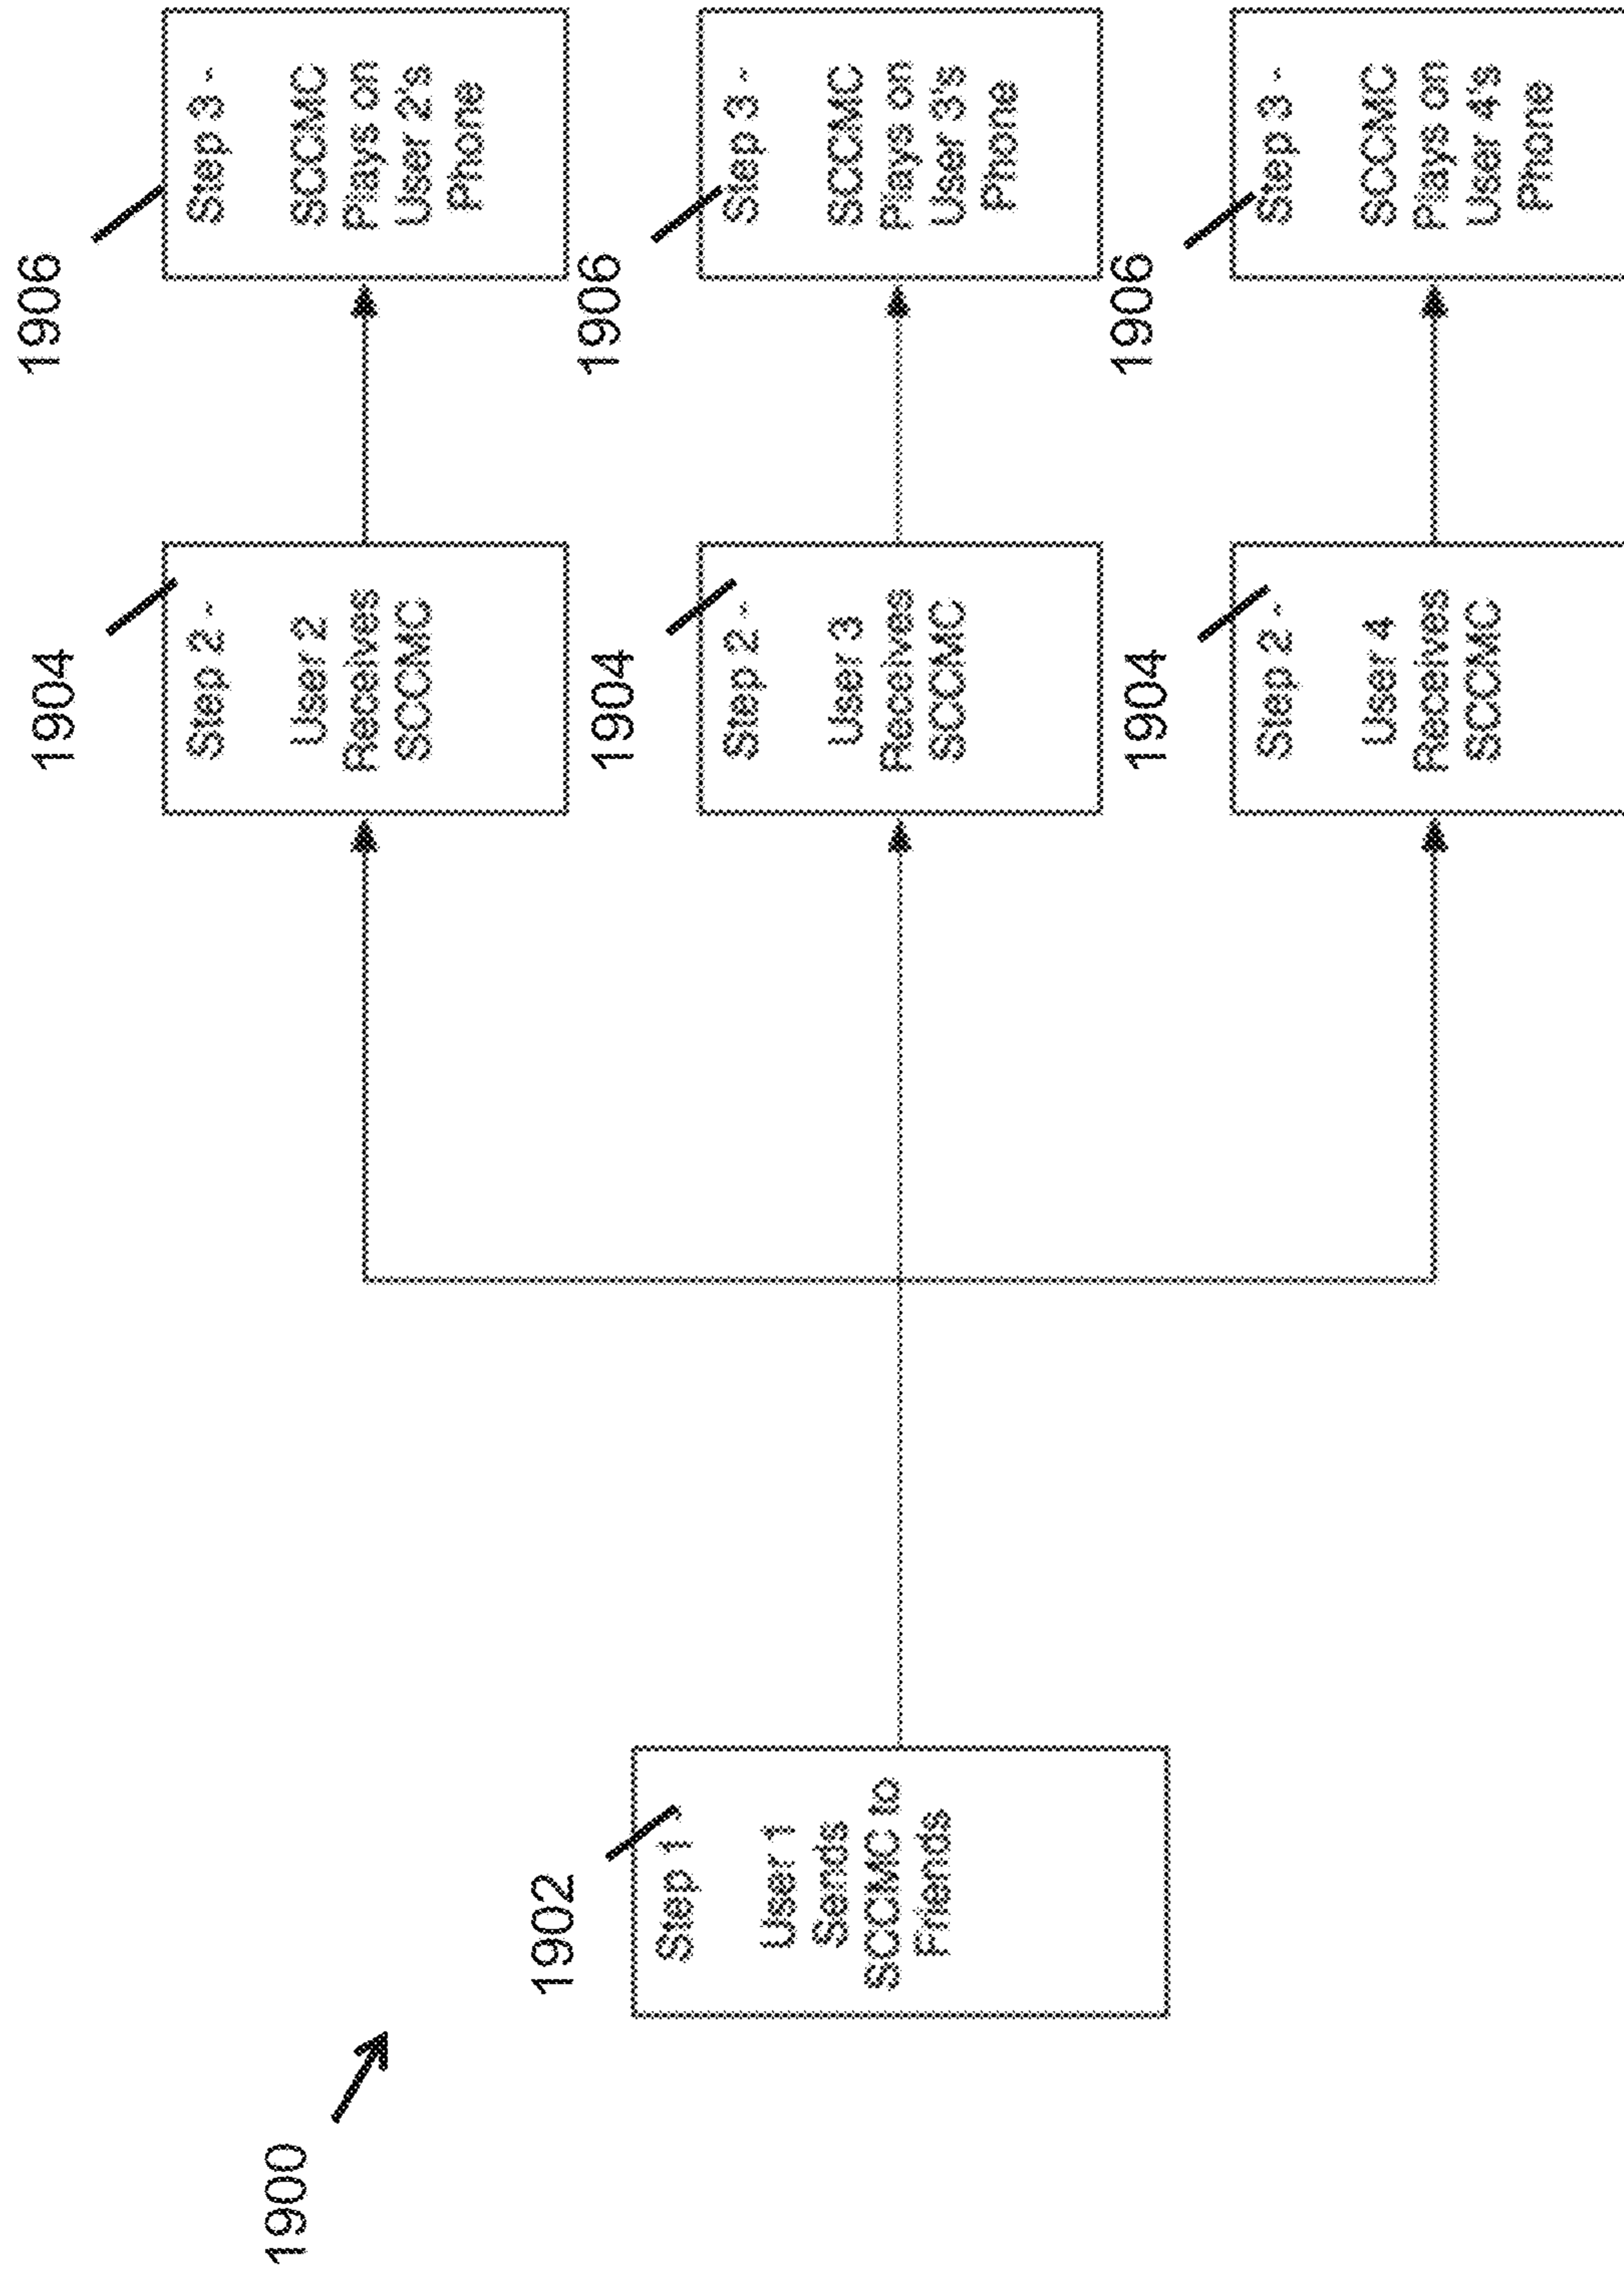 1900
1904
Step 2 -
User 2
Receives
SCCMC
1906
Step 3 -
SCCMC
Plays on
User 2's
Phone
1902
Step 1 -
User 1
Sends
SCCMC to
Friends
1904
Step 2 -
User 3
Receives
SCCMC
1906
Step 3 -
SCCMC
Plays on
User 3's
Phone
1904
Step 2 -
User 4
Receives
SCCMC
1906
Step 3 -
SCCMC
Plays on
User 4's
Phone